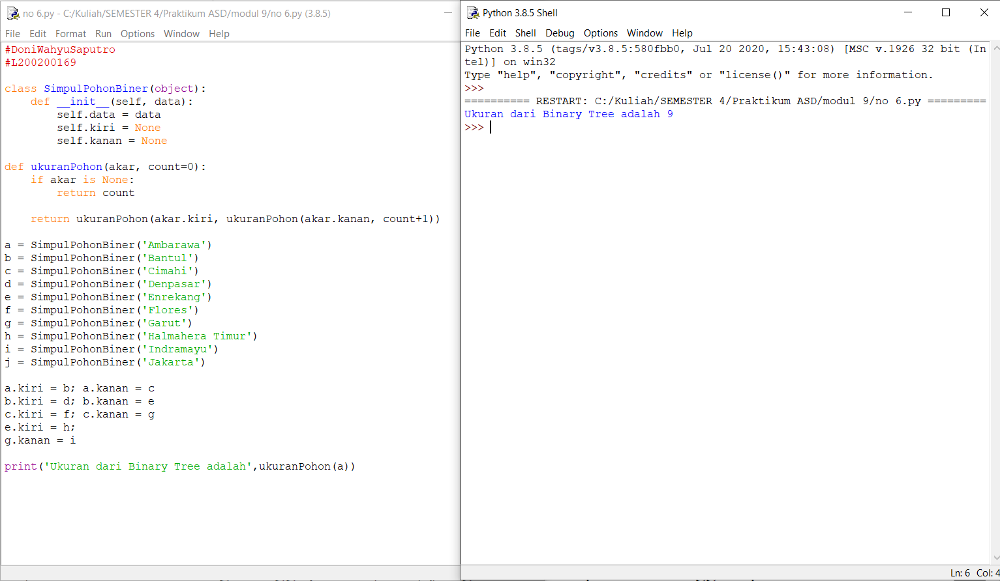 no 6.py - C:/Kuliah/SEMESTER 4/Praktikum ASD/modul 9/no 6.py (3.8.5)
File Edit Format Run Options Window Help
#DoniWahyuSaputro
#L200200169

class SimpulPohonBiner(object):
    def __init__(self, data):
        self.data = data
        self.kiri = None
        self.kanan = None

def ukuranPohon(akar, count=0):
    if akar is None:
        return count

    return ukuranPohon(akar.kiri, ukuranPohon(akar.kanan, count+1))

a = SimpulPohonBiner('Ambarawa')
b = SimpulPohonBiner('Bantul')
c = SimpulPohonBiner('Cimahi')
d = SimpulPohonBiner('Denpasar')
e = SimpulPohonBiner('Enrekang')
f = SimpulPohonBiner('Flores')
g = SimpulPohonBiner('Garut')
h = SimpulPohonBiner('Halmahera Timur')
i = SimpulPohonBiner('Indramayu')
j = SimpulPohonBiner('Jakarta')

a.kiri = b; a.kanan = c
b.kiri = d; b.kanan = e
c.kiri = f; c.kanan = g
e.kiri = h;
g.kanan = i

print('Ukuran dari Binary Tree adalah',ukuranPohon(a))
Python 3.8.5 Shell
File Edit Shell Debug Options Window Help
Python 3.8.5 (tags/v3.8.5:580fbb0, Jul 20 2020, 15:43:08) [MSC v.1926 32 bit (In
tel)] on win32
Type "help", "copyright", "credits" or "license()" for more information.
>>>
========== RESTART: C:/Kuliah/SEMESTER 4/Praktikum ASD/modul 9/no 6.py =========
Ukuran dari Binary Tree adalah 9
>>>
Ln: 6 Col: 4